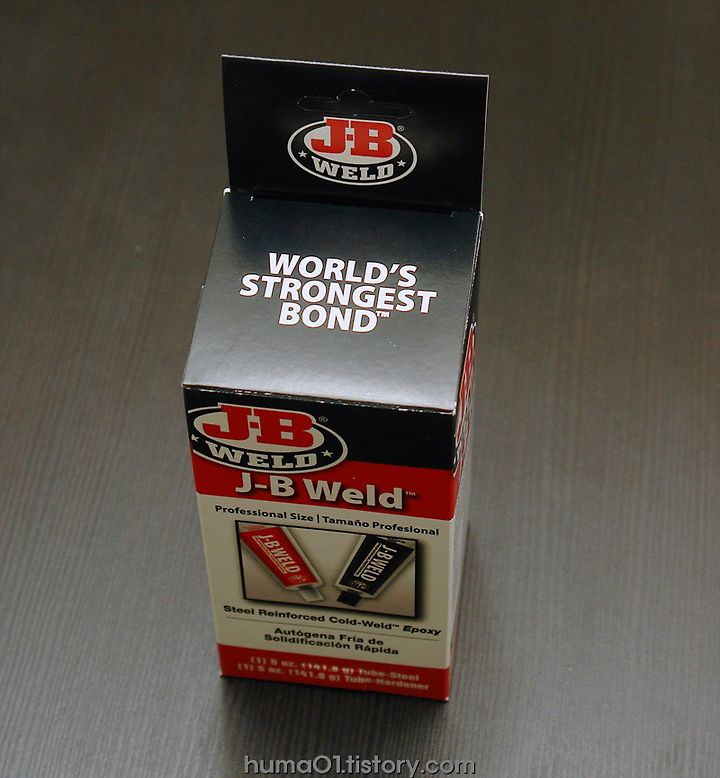 J-B®
WELD
WORLD'S
STRONGEST
BOND™
J-B®
WELD
J-B Weld™
Professional Size | Tamaño Profesional
J-B WELD
J-B WELD
Steel Reinforced Cold-Weld™ Epoxy
Autógena Fría de
Solidificación Rápida
(1) 5 oz. (141.8 g) Tube-Steel
(1) 5 oz. (141.8 g) Tube-Hardener
huma01.tistory.com